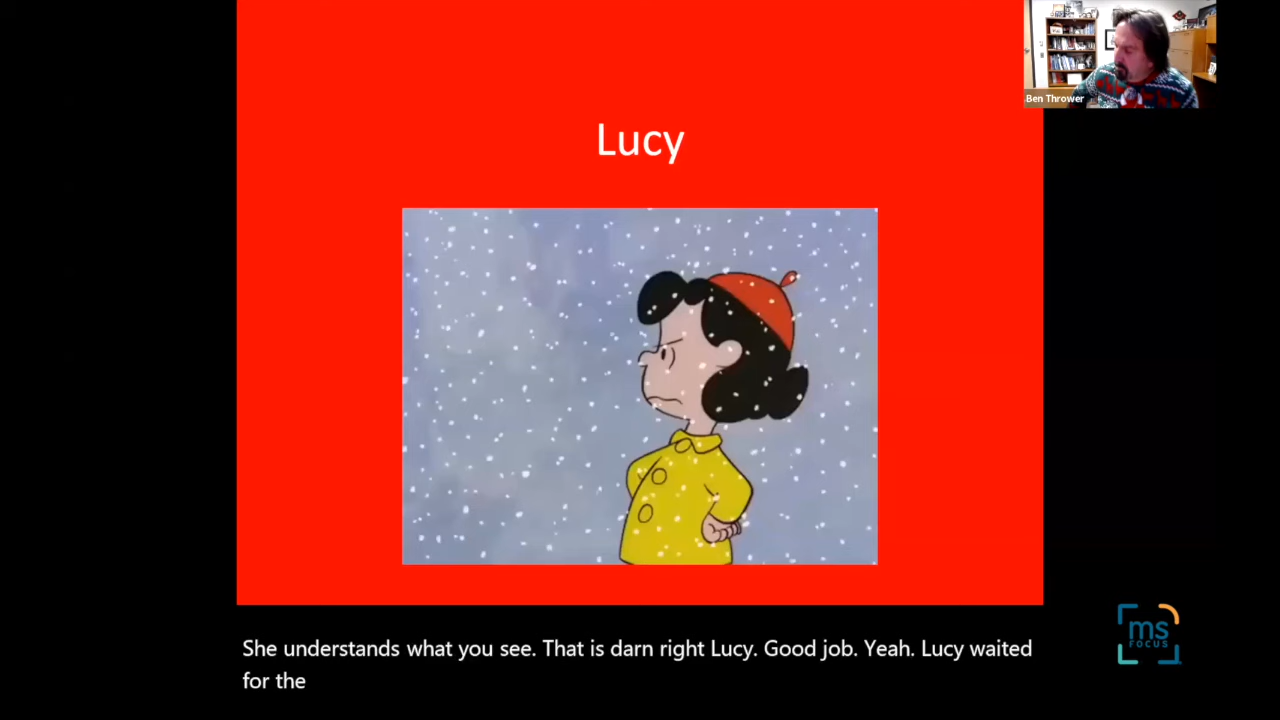 Ben Thrower
Lucy
ms
FOCUS
She understands what you see. That is darn right Lucy. Good job. Yeah. Lucy waited
for the